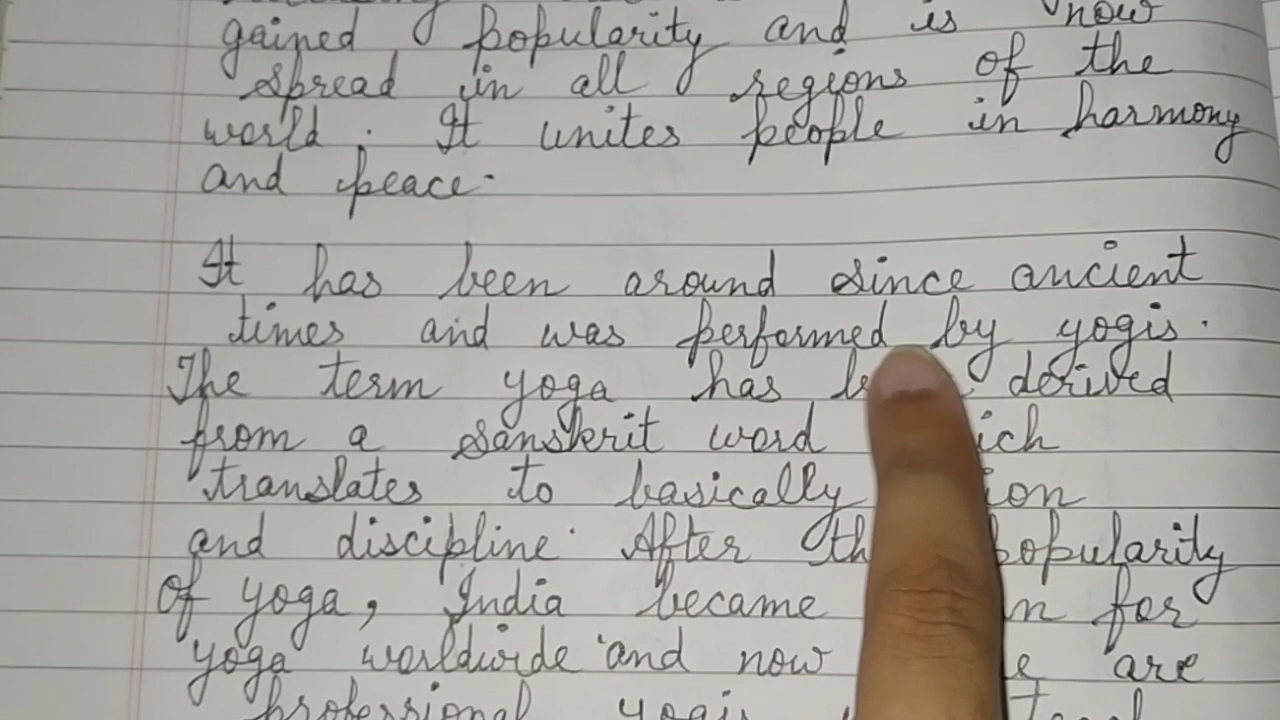 gained popularity and is now
spread in all regions of the
world. It unites people in harmony
and peace.
It has been around since ancient
times and was performed by yogis.
The term yoga has derived
from a sanskrit word
translates to basically
and discipline. After popularity
of yoga, India became for
yoga worldwide and now are
professional yogis